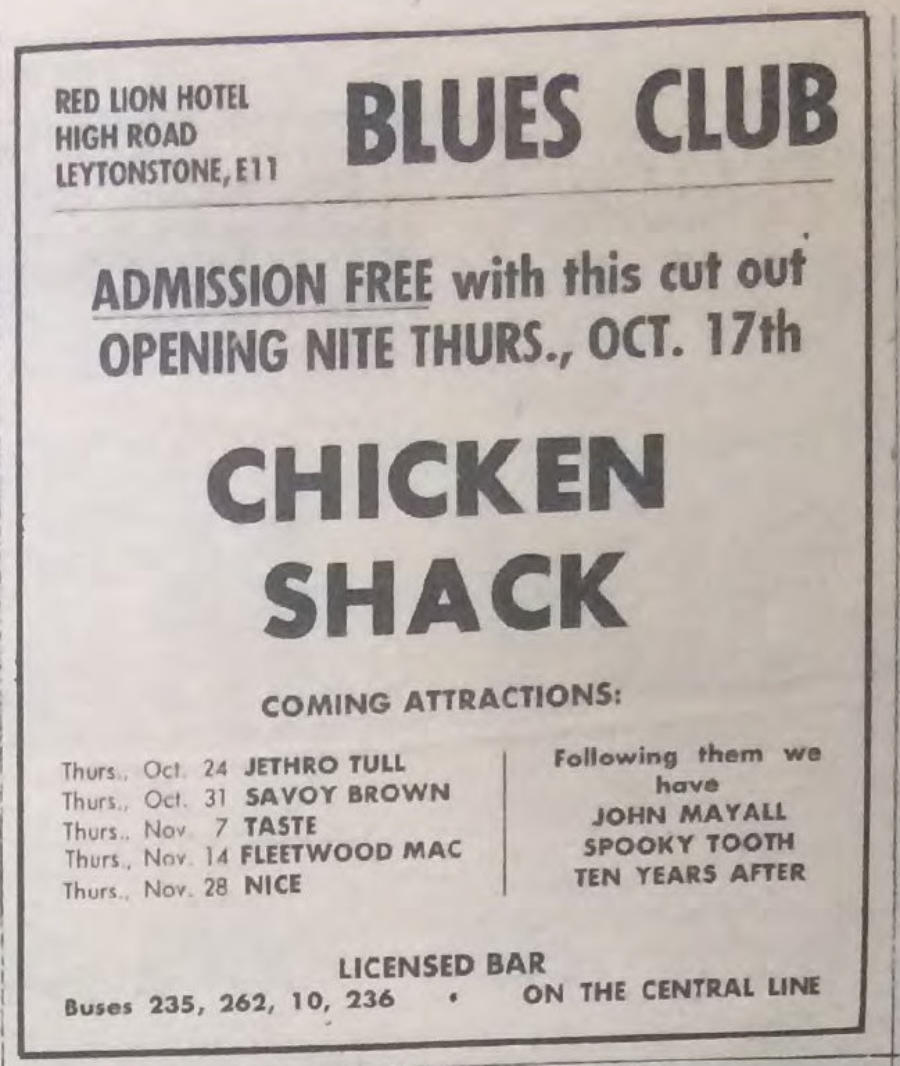 RED LION HOTEL
HIGH ROAD
LEYTONSTONE, E11
BLUES CLUB
ADMISSION FREE with this cut out
OPENING NITE THURS., OCT. 17th
CHICKEN
SHACK
COMING ATTRACTIONS:
Thurs., Oct. 24 JETHRO TULL
Thurs., Oct. 31 SAVOY BROWN
Thurs., Nov. 7 TASTE
Thurs., Nov. 14 FLEETWOOD MAC
Thurs., Nov. 28 NICE
Following them we
have
JOHN MAYALL
SPOOKY TOOTH
TEN YEARS AFTER
LICENSED BAR
Buses 235, 262, 10, 236 • ON THE CENTRAL LINE